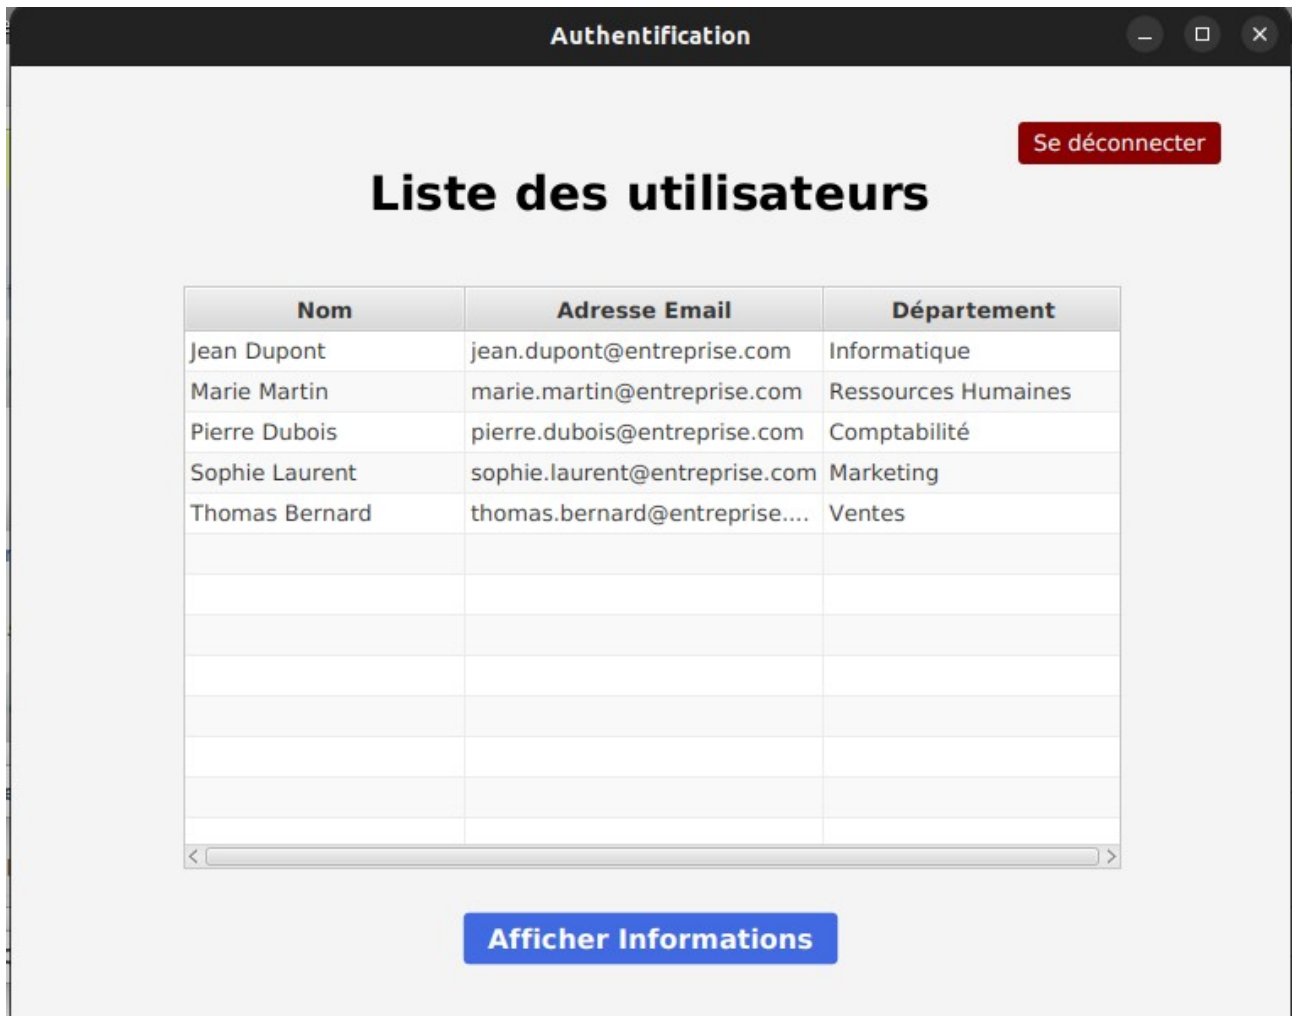 Authentification
Se déconnecter
Liste des utilisateurs
Nom Adresse Email Département
Jean Dupont jean.dupont@entreprise.com Informatique
Marie Martin marie.martin@entreprise.com Ressources Humaines
Pierre Dubois pierre.dubois@entreprise.com Comptabilité
Sophie Laurent sophie.laurent@entreprise.com Marketing
Thomas Bernard thomas.bernard@entreprise.... Ventes
Afficher Informations